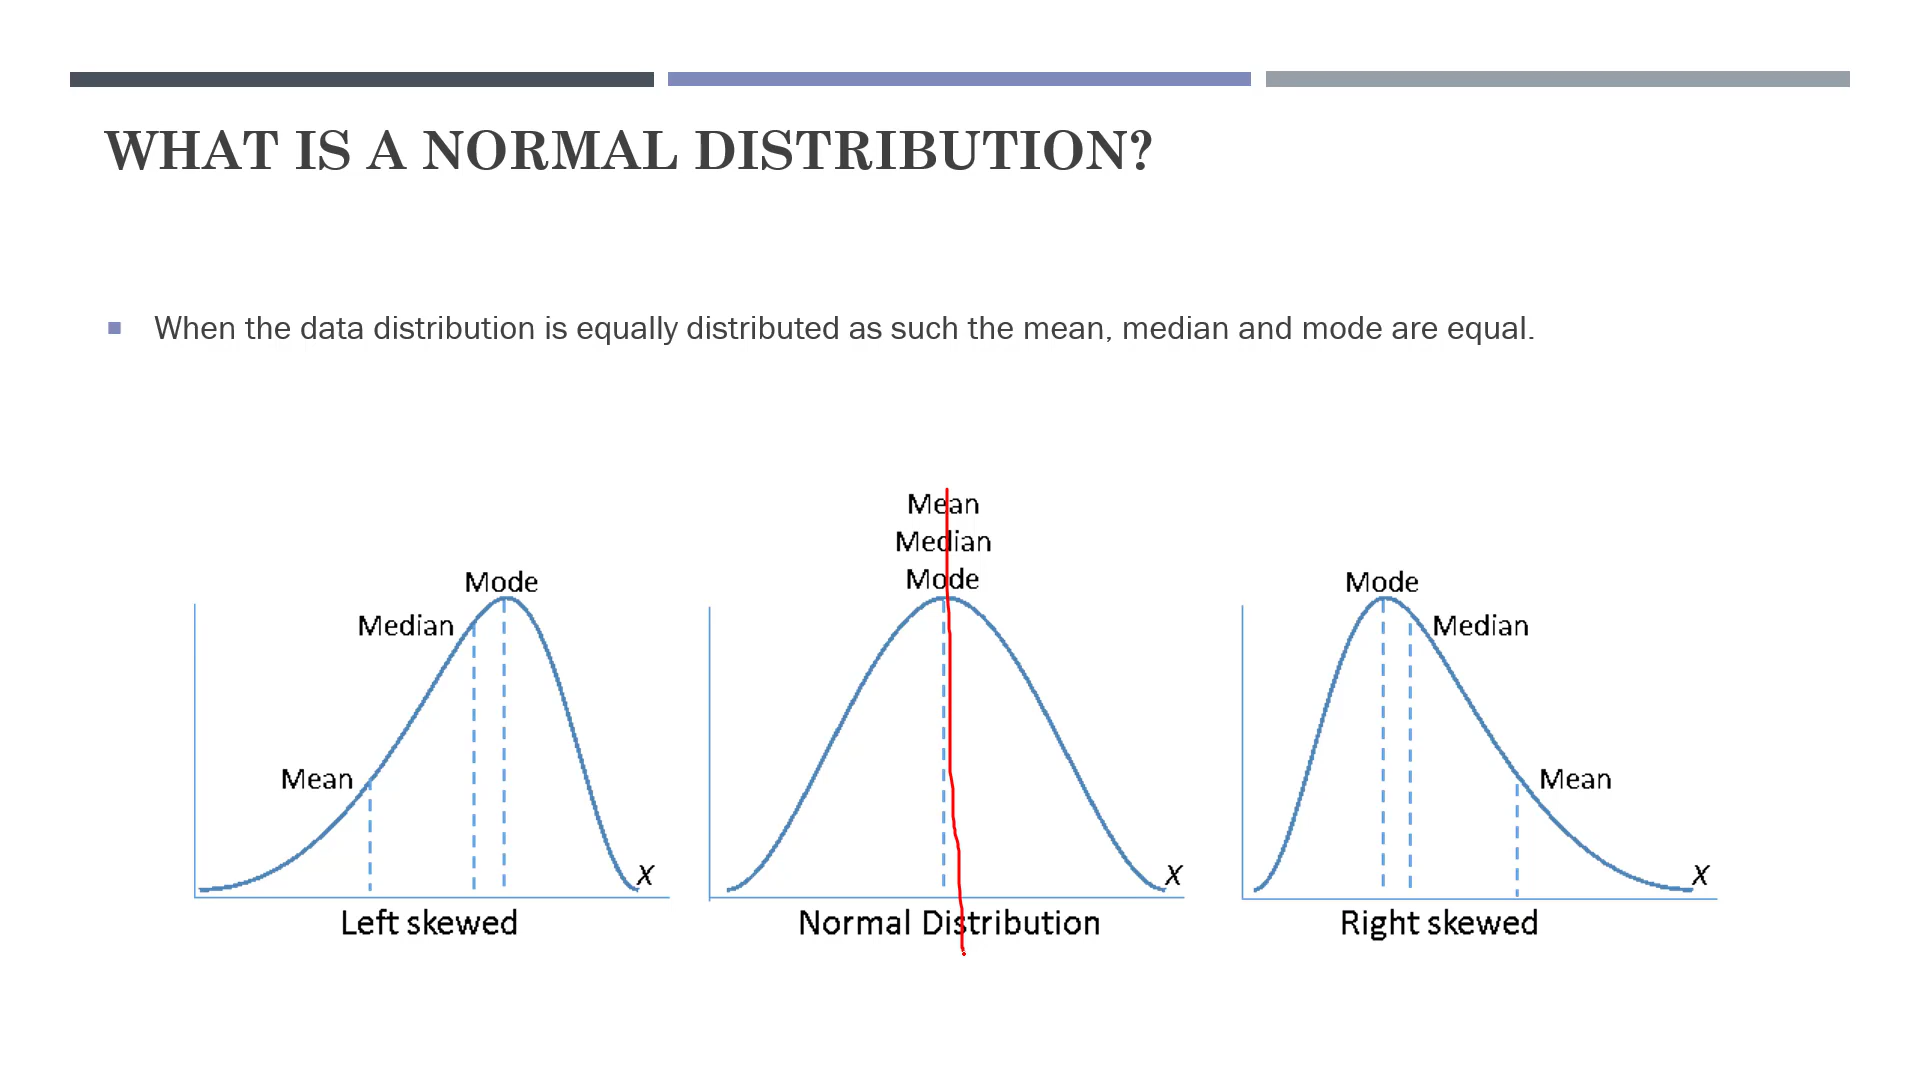 WHAT IS A NORMAL DISTRIBUTION?
When the data distribution is equally distributed as such the mean, median and mode are equal.
Mode
Median
Mean
X
Left skewed
Mean
Median
Mode
X
Normal Distribution
Mode
Median
Mean
X
Right skewed